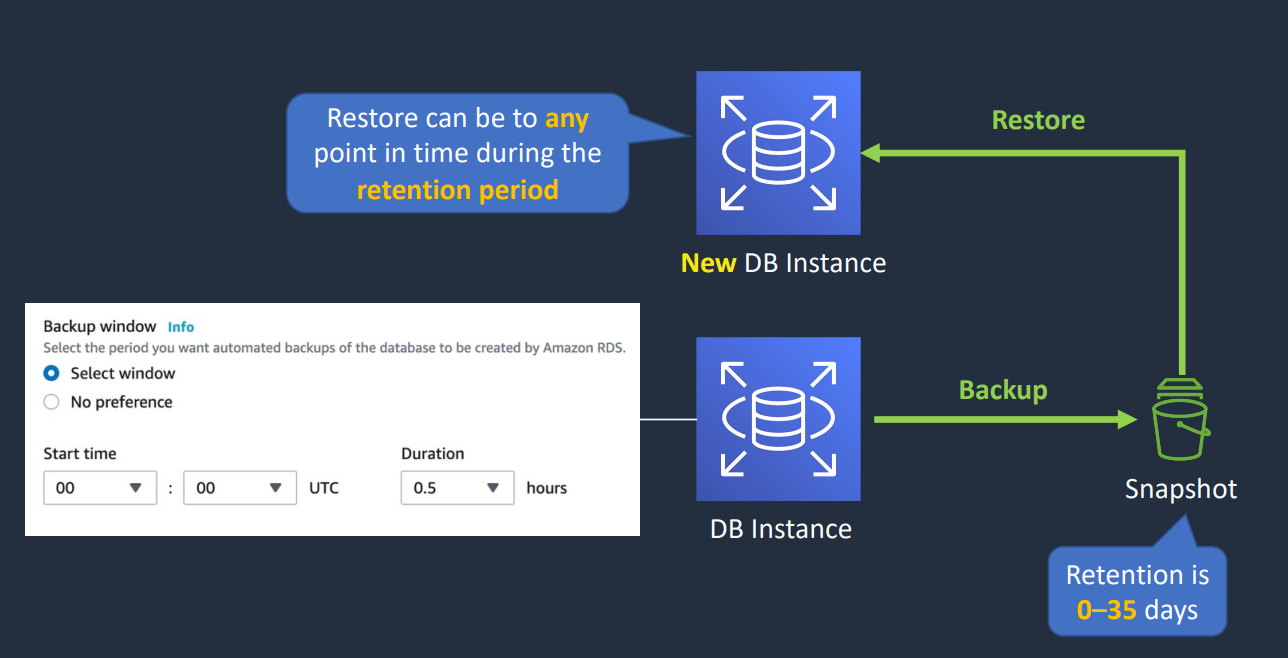 Restore can be to any
point in time during the
retention period
Restore
New DB Instance
Backup window Info
Select the period you want automated backups of the database to be created by Amazon RDS.
Select window
No preference
Start time
Duration
00 : 00 UTC
0.5 hours
DB Instance
Backup
Snapshot
Retention is
0–35 days